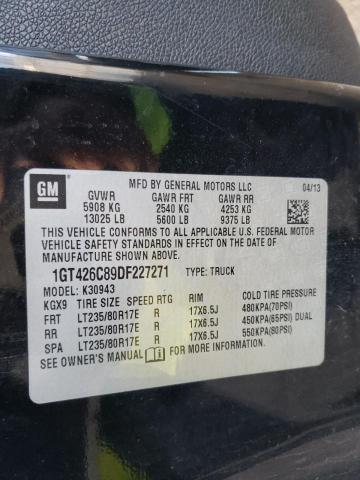 GM
MFD BY GENERAL MOTORS LLC 04/13
GVWR GAWR FRT GAWR RR
5908 KG 2540 KG 4253 KG
13025 LB 5600 LB 9375 LB
THIS VEHICLE CONFORMS TO ALL APPLICABLE U.S. FEDERAL MOTOR
VEHICLE SAFETY STANDARDS IN EFFECT ON THE DATE OF
MANUFACTURE SHOWN ABOVE.
1GT426C89DF227271 TYPE: TRUCK
MODEL: K30943
KGX9 TIRE SIZE SPEED RTG RIM COLD TIRE PRESSURE
FRT LT235/80R17E R 17X6.5J 480KPA(70PSI)
RR LT235/80R17E R 17X6.5J 450KPA(65PSI) DUAL
SPA LT235/80R17E R 17X6.5J 550KPA(80PSI)
SEE OWNER'S MANUAL FOR ADDITIONAL INFORMATION.